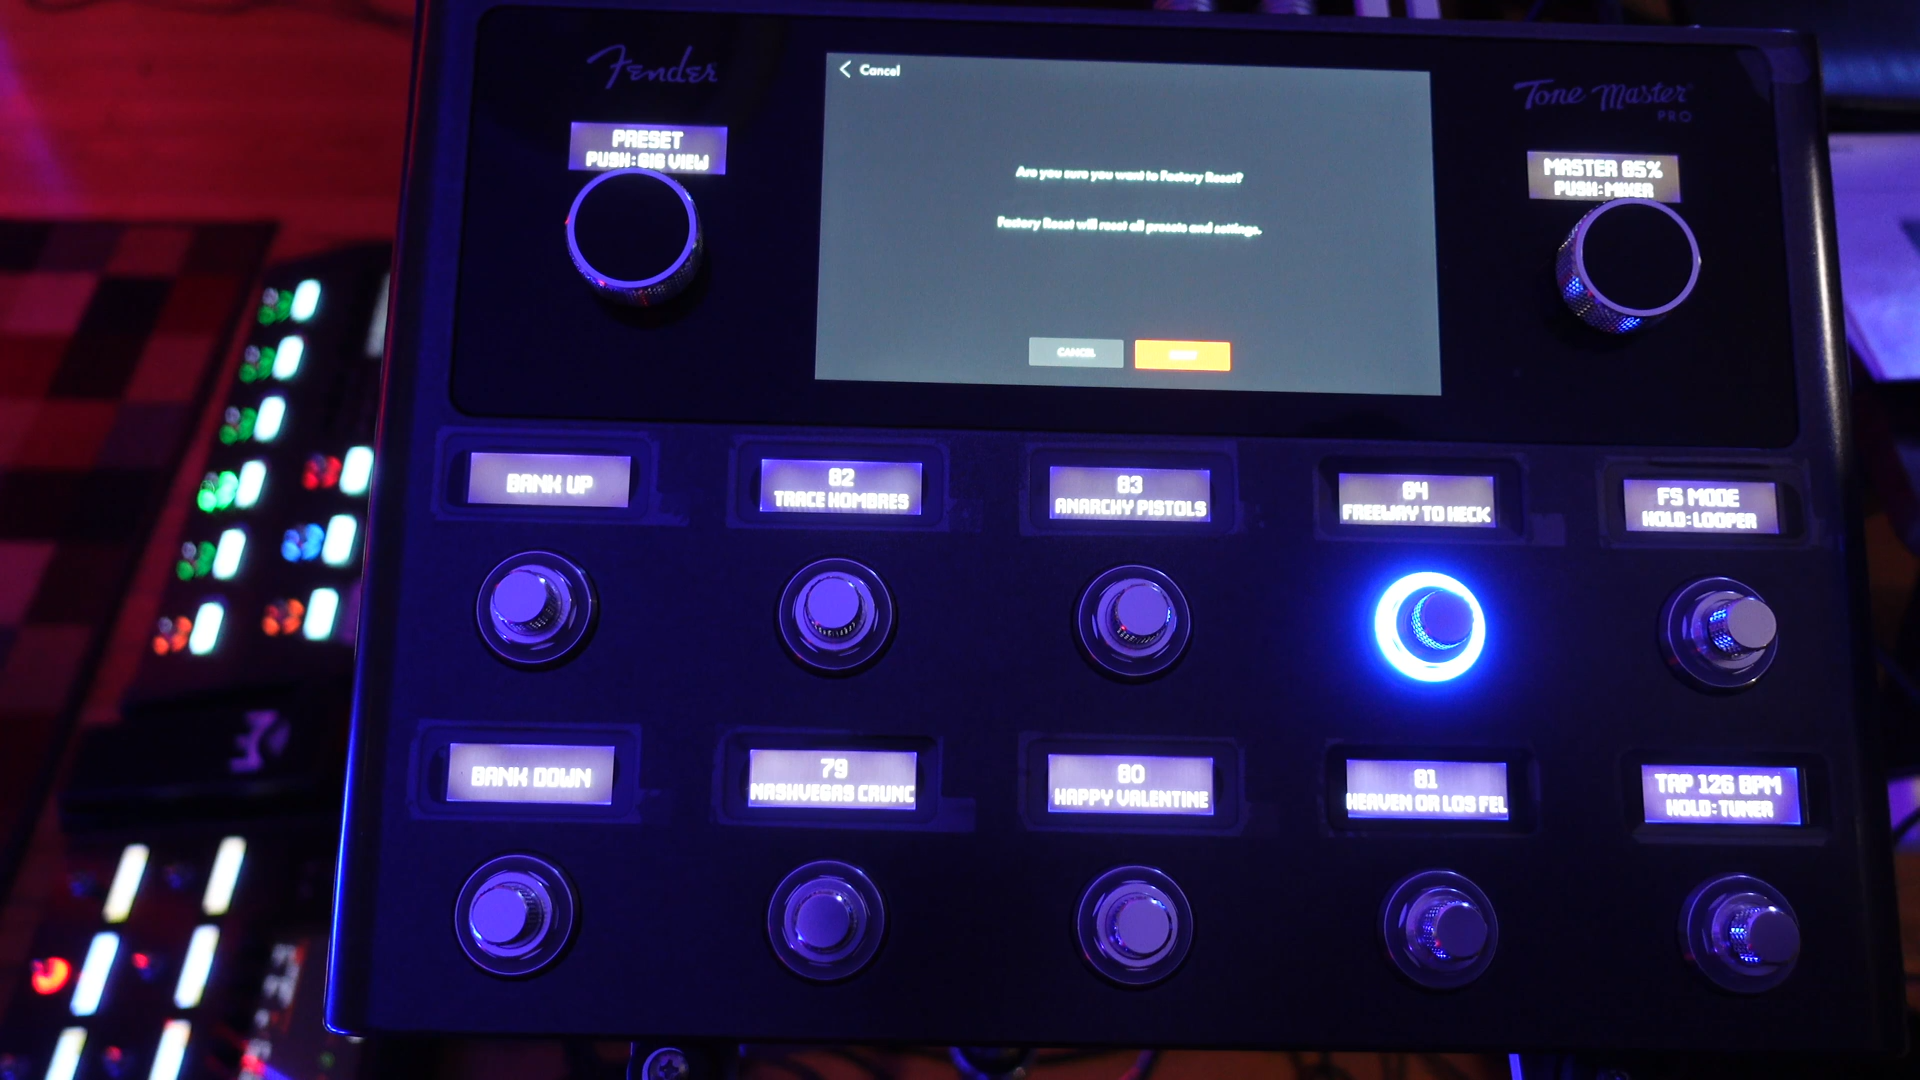 Fender
Cancel
Tone Master
PRO
PRESET
PUSH: GIG VIEW
MASTER 85%
PUSH: MIXER
Are you sure you want to Factory Reset?
Factory Reset will reset all presets and settings.
CANCEL
BANK UP
82
TRACE HOMBRES
83
ANARCHY PISTOLS
84
FREEWAY TO HECK
FS MODE
HOLD: LOOPER
BANK DOWN
79
NASHVEGAS CRUNC
80
HAPPY VALENTINE
81
HEAVEN OR LOS FEL
TAP 126 BPM
HOLD: TUNER